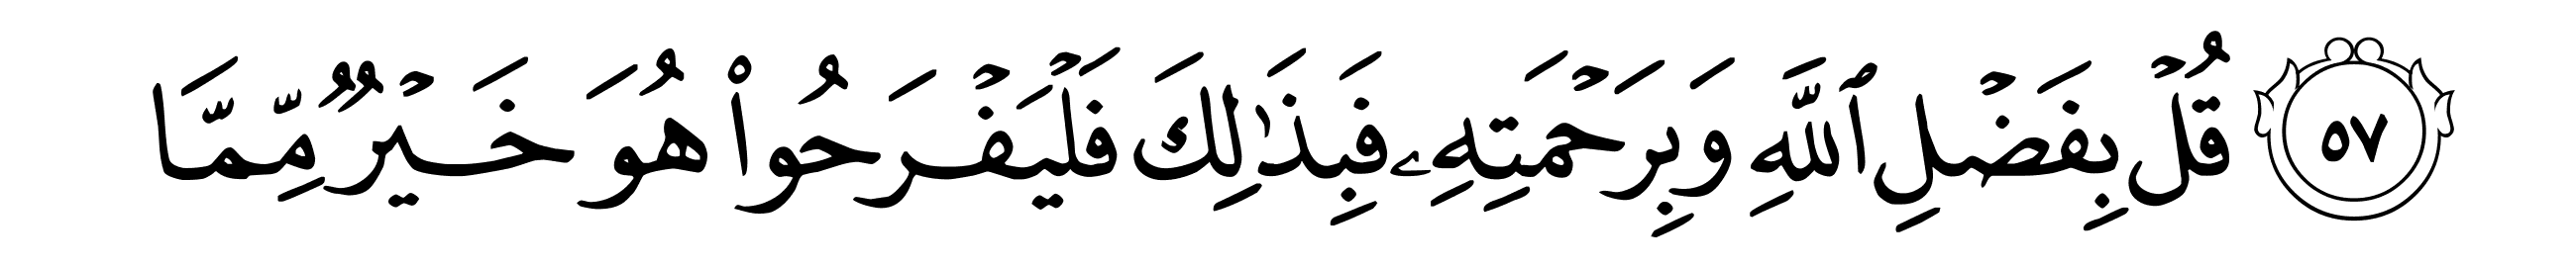 ٥٧ قُلۡ بِفَضۡلِ ٱللَّهِ وَبِرَحۡمَتِهِۦ فَبِذَٰلِكَ فَلۡيَفۡرَحُواْ هُوَ خَيۡرٞ مِّمَّا